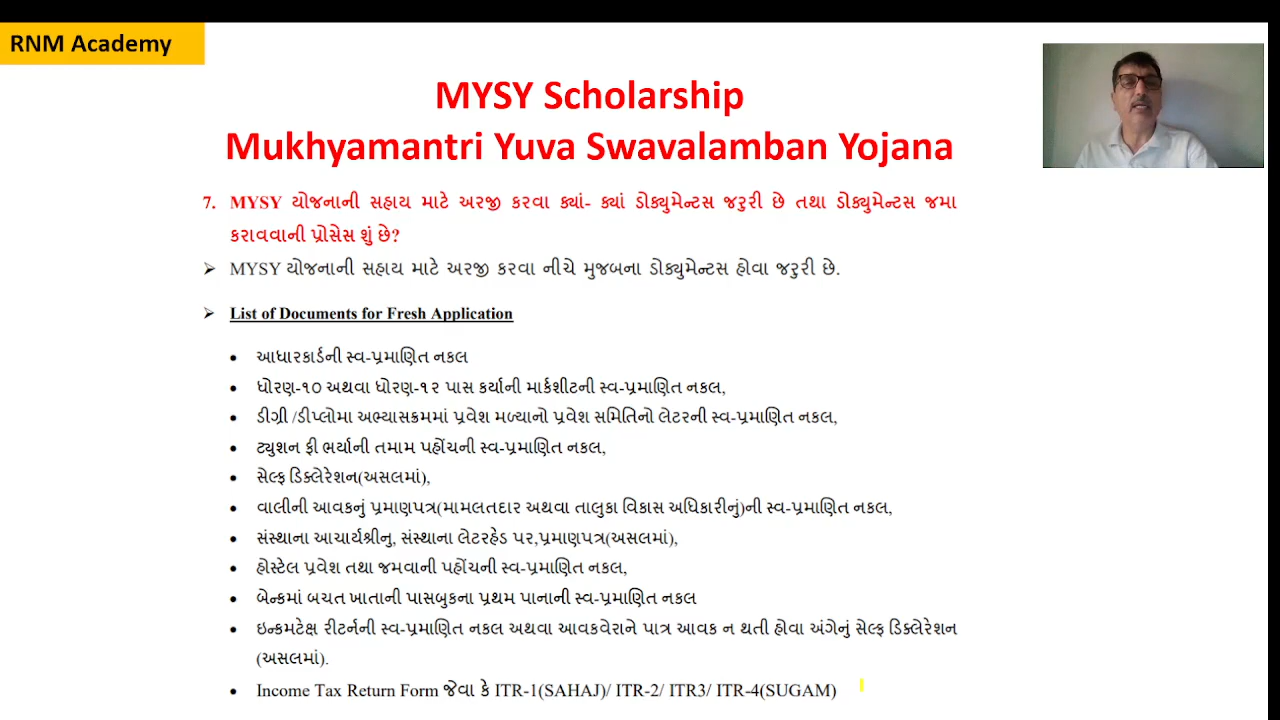 RNM Academy
MYSY Scholarship
Mukhyamantri Yuva Swavalamban Yojana
7. MYSY યોજનાની સહાય માટે અરજી કરવા ક્યાં- ક્યાં ડોક્યુમેન્ટસ જરુરી છે તથા ડોક્યુમેન્ટસ જમા
કરાવવાની પ્રોસેસ શું છે?
➢ MYSY યોજનાની સહાય માટે અરજી કરવા નીચે મુજબના ડોક્યુમેન્ટસ હોવા જરુરી છે.
➢ List of Documents for Fresh Application
• આધારકાર્ડની સ્વ-પ્રમાણિત નકલ
• ધોરણ-૧૦ અથવા ધોરણ-૧૨ પાસ કર્યાની માર્કશીટની સ્વ-પ્રમાણિત નકલ,
• ડીગ્રી /ડીપ્લોમા અભ્યાસક્રમમાં પ્રવેશ મળ્યાનો પ્રવેશ સમિતિનો લેટરની સ્વ-પ્રમાણિત નકલ,
• ટ્યુશન ફી ભર્યાની તમામ પહોંચની સ્વ-પ્રમાણિત નકલ,
• સેલ્ફ ડિક્લેરેશન(અસલમાં),
• વાલીની આવકનું પ્રમાણપત્ર(મામલતદાર અથવા તાલુકા વિકાસ અધિકારીનું)ની સ્વ-પ્રમાણિત નકલ,
• સંસ્થાના આચાર્યશ્રીનુ, સંસ્થાના લેટરહેડ પર,પ્રમાણપત્ર(અસલમાં),
• હોસ્ટેલ પ્રવેશ તથા જમવાની પહોંચની સ્વ-પ્રમાણિત નકલ,
• બેન્કમાં બચત ખાતાની પાસબુકના પ્રથમ પાનાની સ્વ-પ્રમાણિત નકલ
• ઇન્કમટેક્ષ રીટર્નની સ્વ-પ્રમાણિત નકલ અથવા આવકવેરાને પાત્ર આવક ન થતી હોવા અંગેનું સેલ્ફ ડિક્લેરેશન
(અસલમાં).
• Income Tax Return Form જેવા કે ITR-1(SAHAJ)/ ITR-2/ ITR3/ ITR-4(SUGAM)